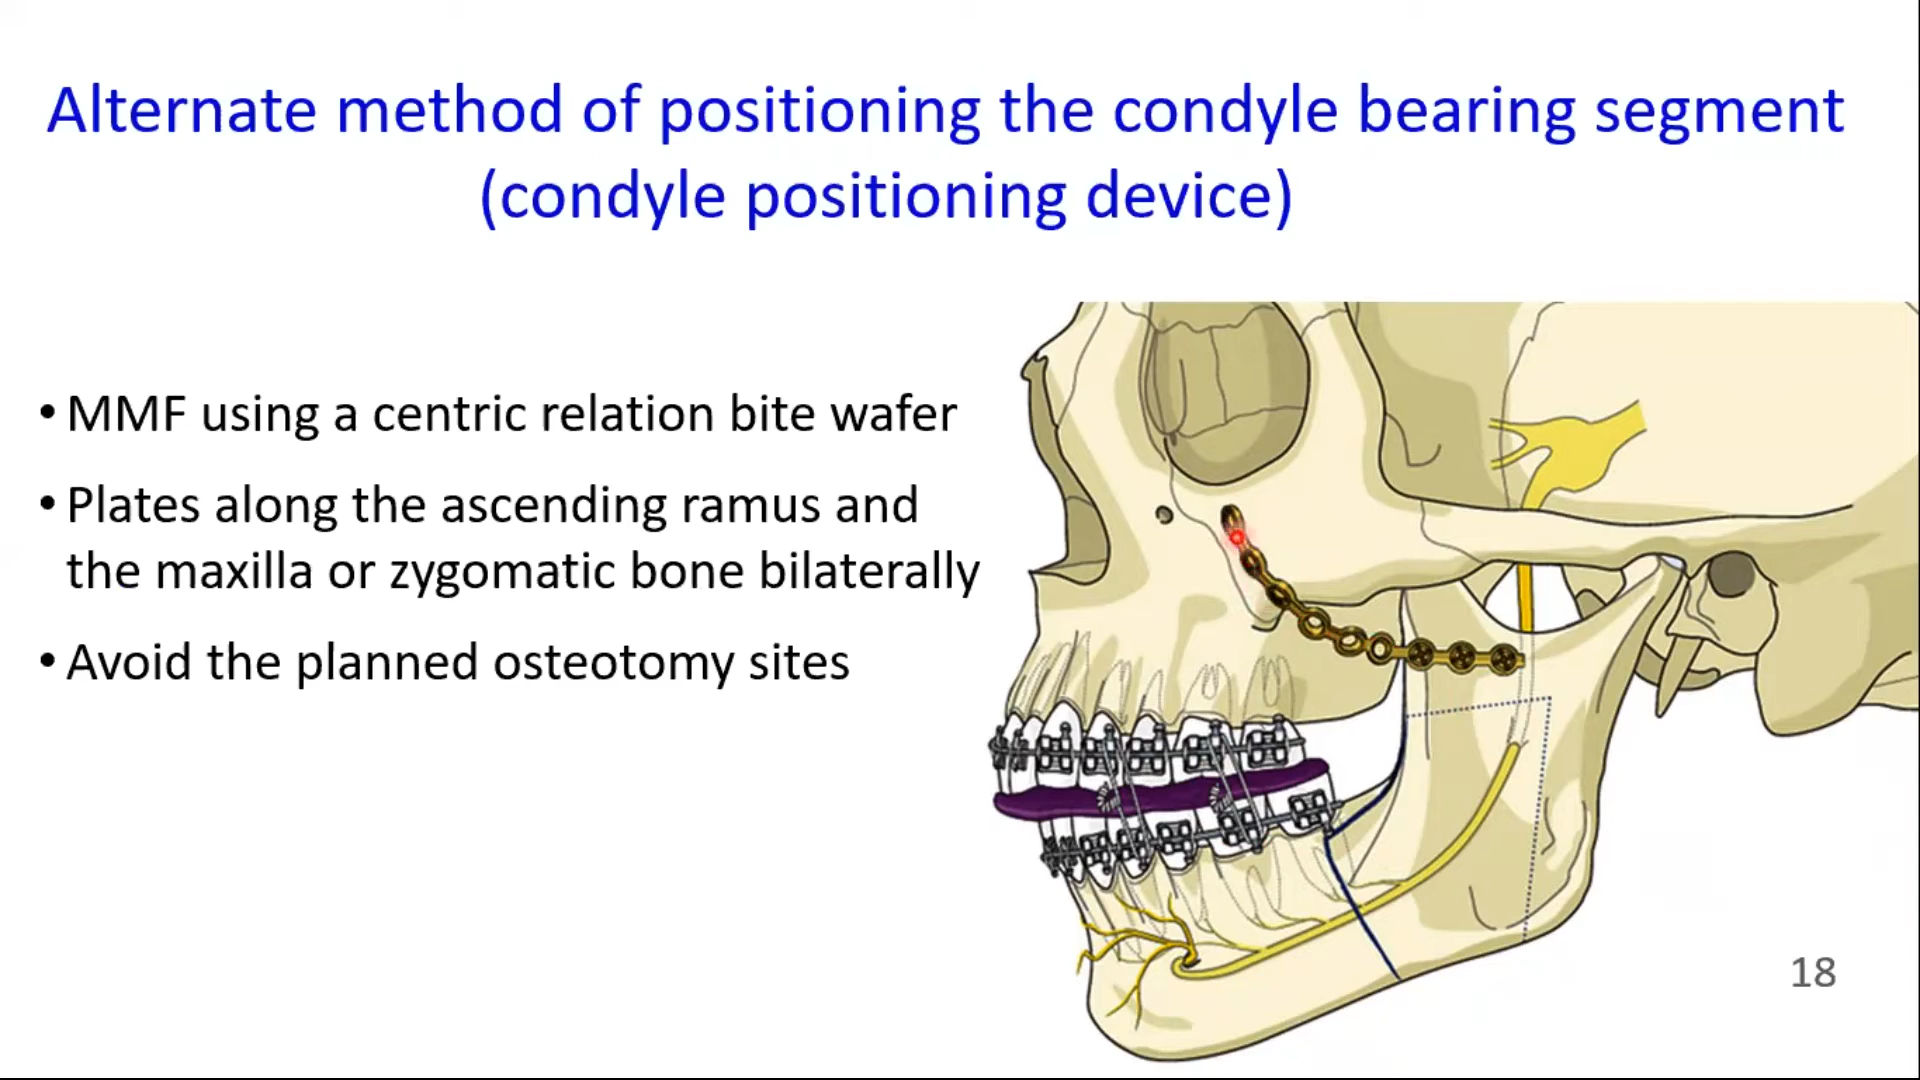 Alternate method of positioning the condyle bearing segment
(condyle positioning device)
• MMF using a centric relation bite wafer
• Plates along the ascending ramus and
the maxilla or zygomatic bone bilaterally
• Avoid the planned osteotomy sites
18